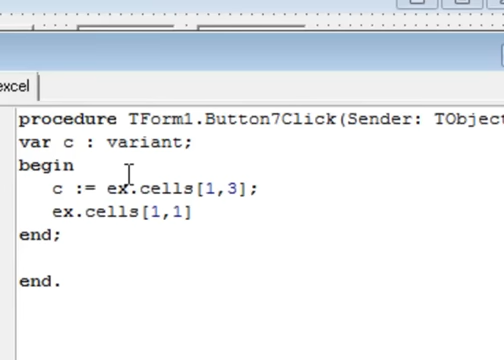 excel
procedure TForm1.Button7Click(Sender: TObject
var c : variant;
begin
c := ex.cells[1,3];
ex.cells[1,1]
end;
end.